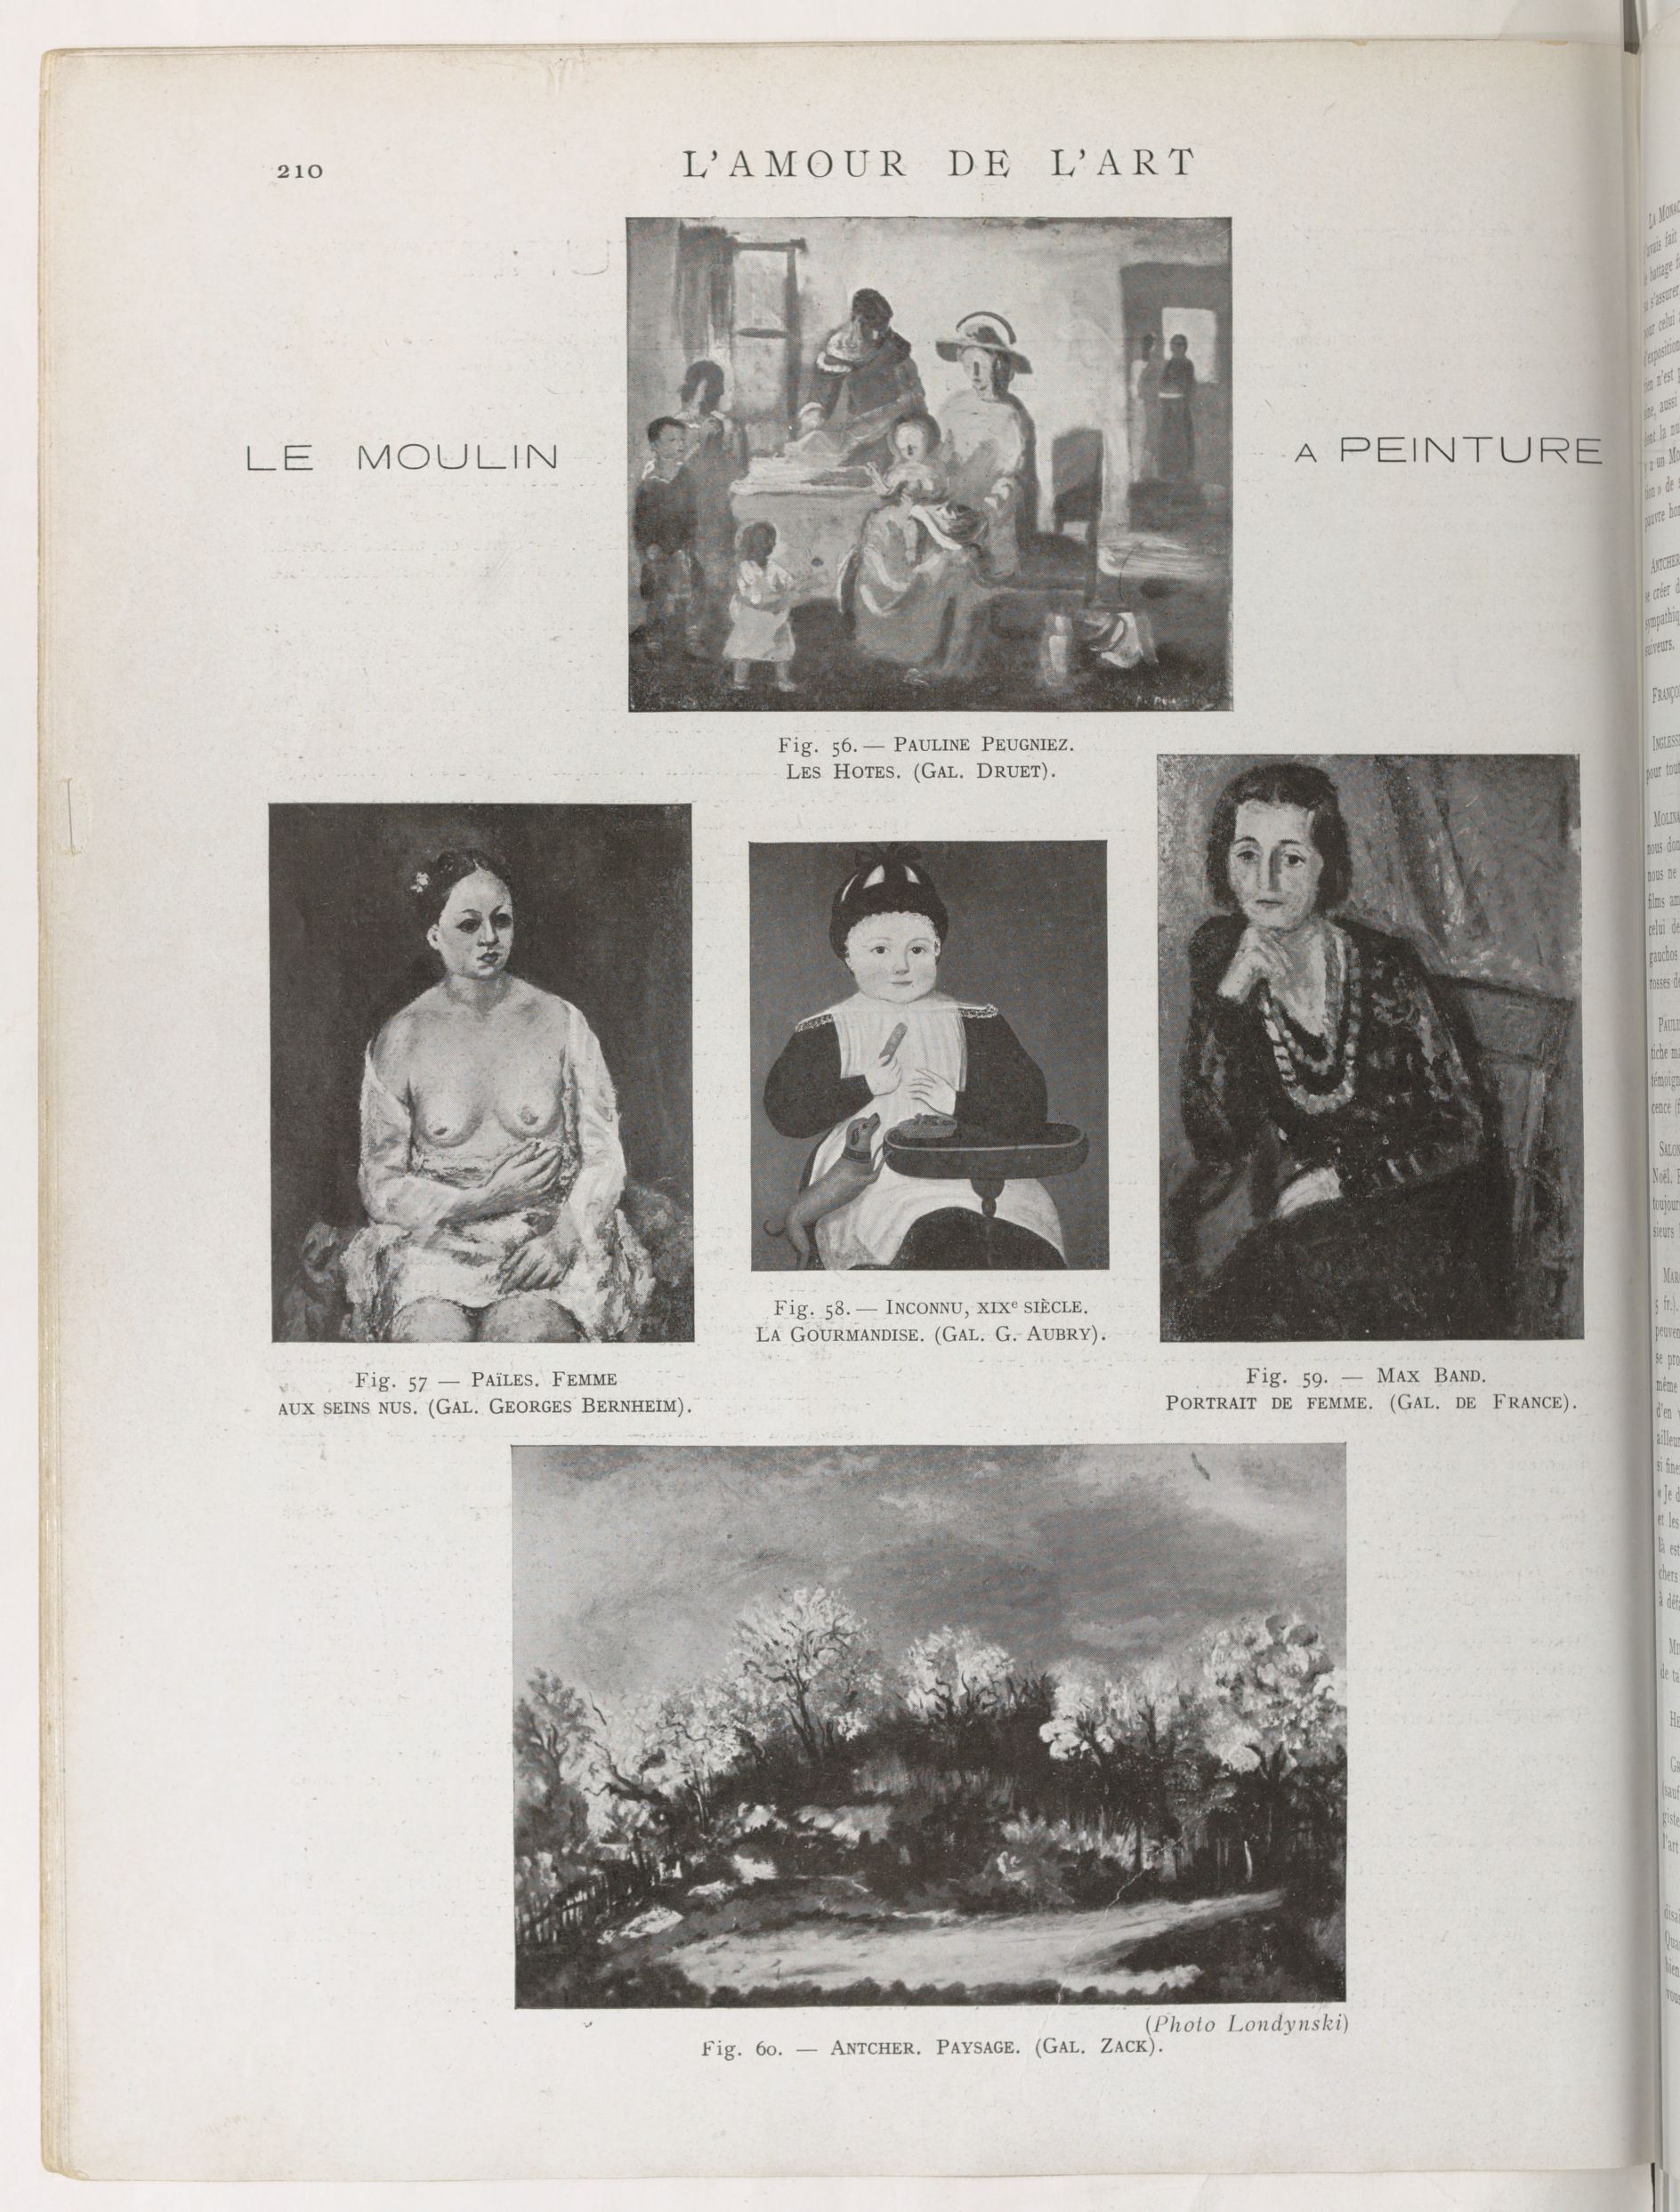 210
L'AMOUR DE L'ART
LE MOULIN A PEINTURE
Fig. 56. — PAULINE PEUGNIEZ.
LES HOTES. (GAL. DRUET).
Fig. 57 — PAÏLES. FEMME
AUX SEINS NUS. (GAL. GEORGES BERNHEIM).
Fig. 58. — INCONNU, XIXe SIÈCLE.
LA GOURMANDISE. (GAL. G. AUBRY).
Fig. 59. — MAX BAND.
PORTRAIT DE FEMME. (GAL. DE FRANCE).
(Photo Londynski)
Fig. 60. — ANTCHER. PAYSAGE. (GAL. ZACK).